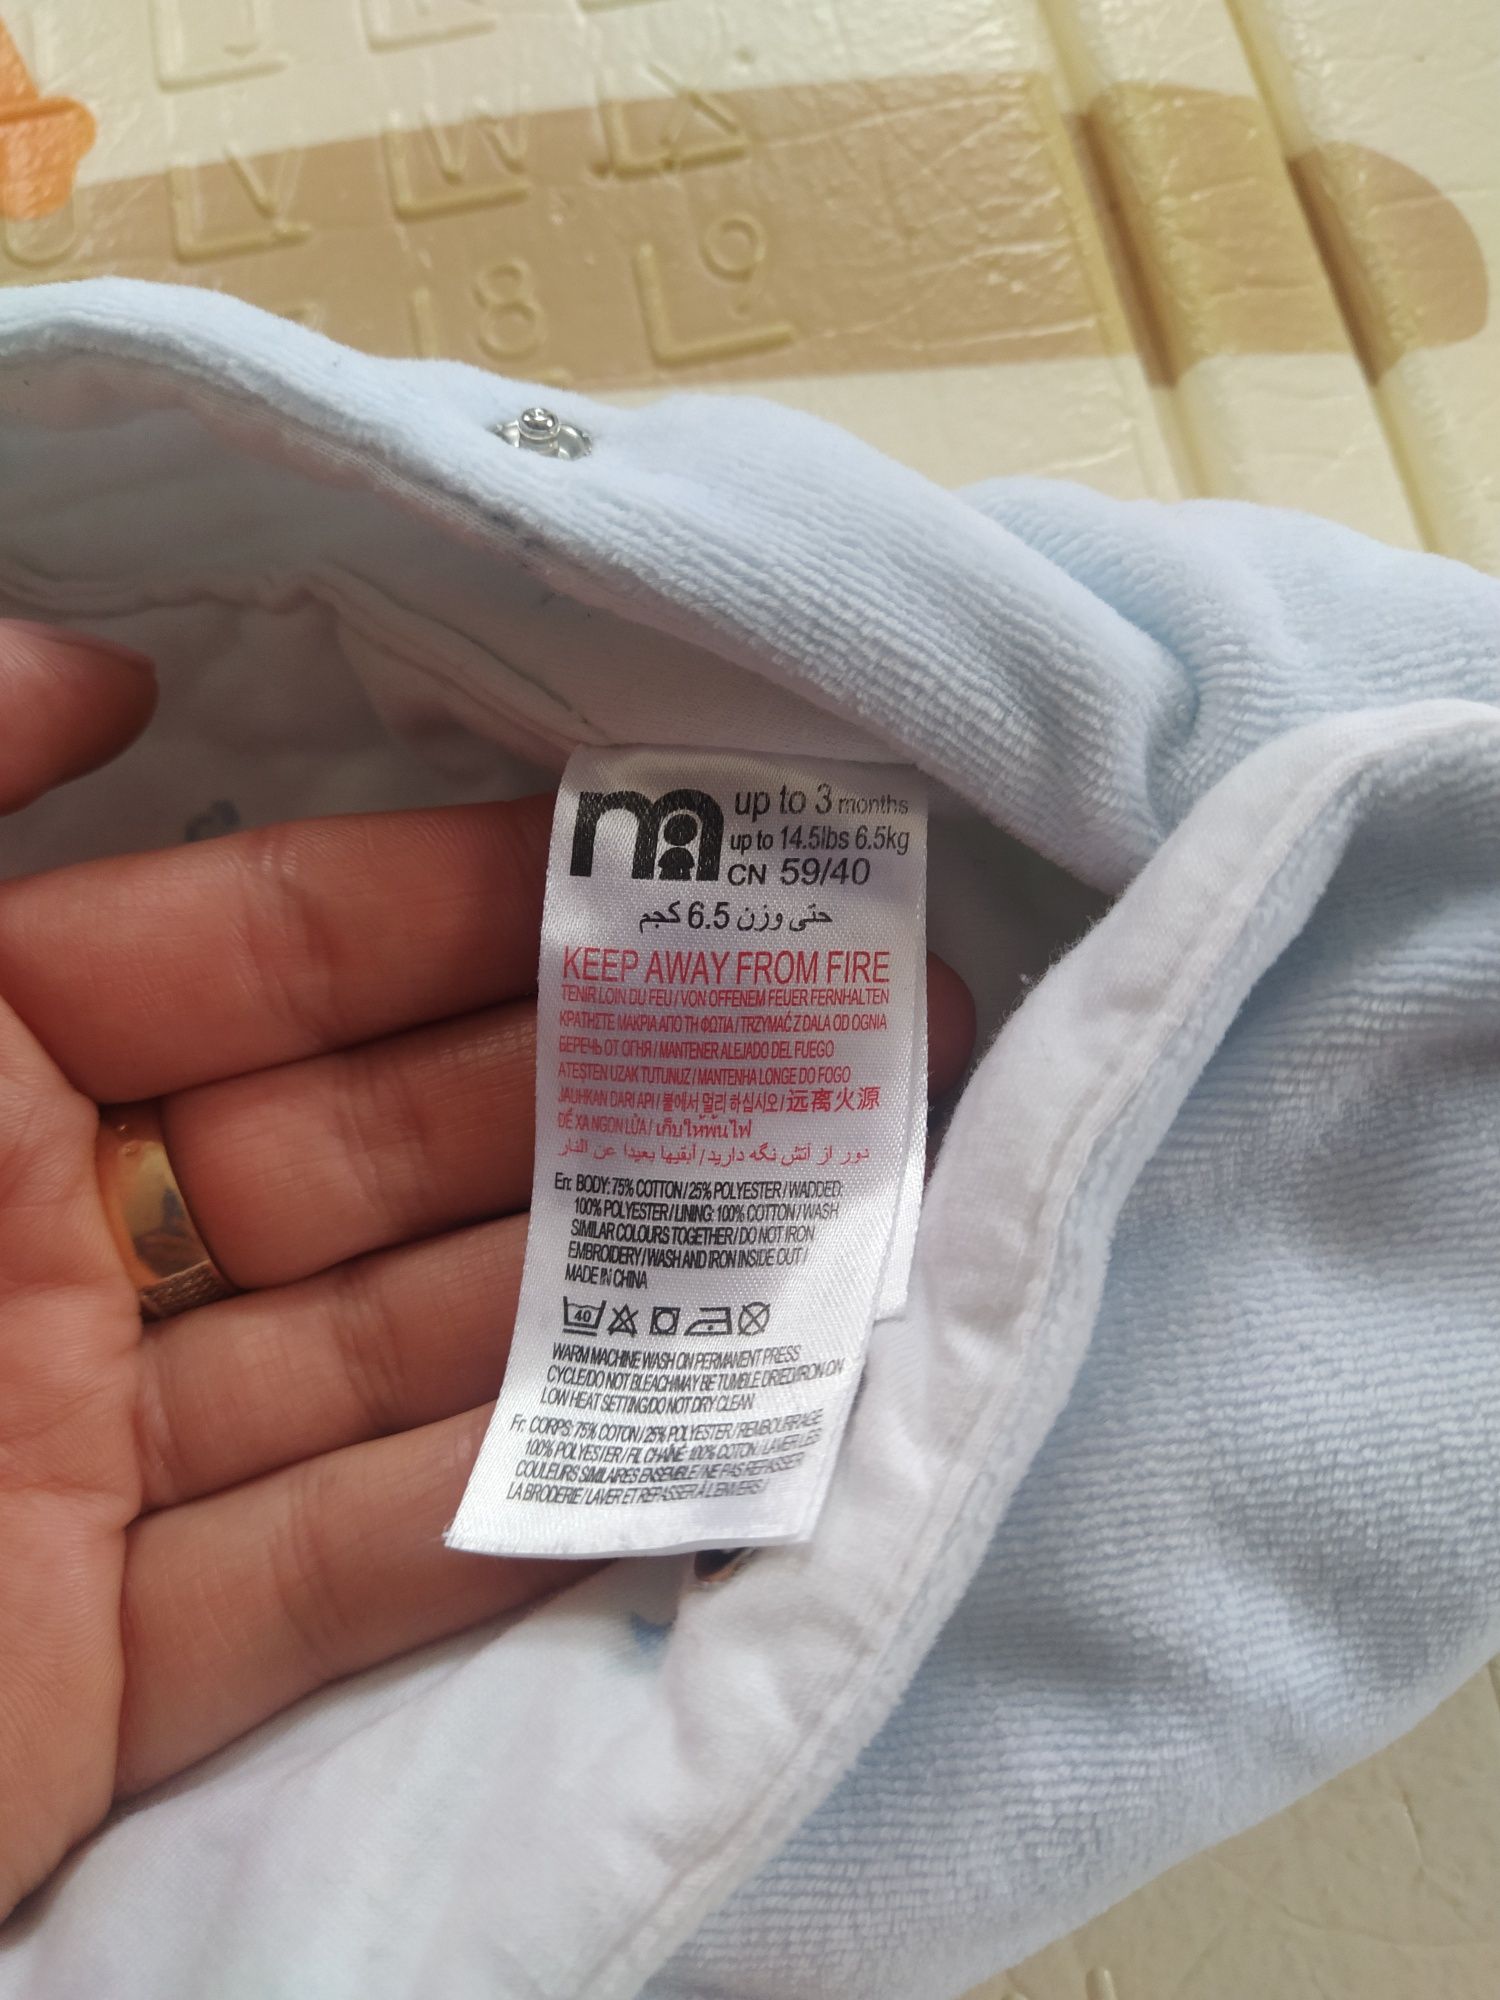 U V W X
8 9
up to 3 months
up to 14.5lbs 6.5kg
CN 59/40
حتی وزن 6.5 کجم
KEEP AWAY FROM FIRE
TENIR LOIN DU FEU / VON OFFENEM FEUER FERNHALTEN
ΚΡΑΤΗΣΤΕ ΜΑΚΡΙΑ ΑΠΟ ΤΗ ΦΩΤΙΑ / TRZYMAĆ Z DALA OD OGNIA
БЕРЕЧЬ ОТ ОГНЯ / MANTENER ALEJADO DEL FUEGO
ATEŞTEN UZAK TUTUNUZ / MANTENHA LONGE DO FOGO
JAUHKAN DARI API / 불에서 멀리 하십시오 / 远离火源
ĐỂ XA NGON LỬA / เก็บให้พ้นไฟ
دور از آتش نگه دارید / أبقيها بعيدا عن النار
En: BODY: 75% COTTON / 25% POLYESTER / WADDED:
100% POLYESTER / LINING: 100% COTTON / WASH
SIMILAR COLOURS TOGETHER / DO NOT IRON
EMBROIDERY / WASH AND IRON INSIDE OUT /
MADE IN CHINA
40
WARM MACHINE WASH ON PERMANENT PRESS
CYCLE/DO NOT BLEACH/MAY BE TUMBLE DRIED/IRON ON
LOW HEAT SETTING/DO NOT DRY CLEAN
Fr: CORPS: 75% COTON / 25% POLYESTER / REMBOURRAGE
100% POLYESTER / FIL CHAÎNE: 100% COTON / LAVER LES
COULEURS SIMILAIRES ENSEMBLE / NE PAS REPASSER
LA BRODERIE / LAVER ET REPASSER À L'ENVERS /